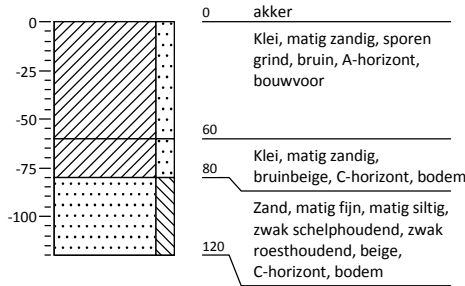 0 akker
0
Klei, matig zandig, sporen
grind, bruin, A-horizont,
bouwvoor
-25
-50
60
-75
Klei, matig zandig,
80 bruinbeige, C-horizont, bodem
-100
Zand, matig fijn, matig siltig,
zwak schelphoudend, zwak
roesthoudend, beige,
120 C-horizont, bodem